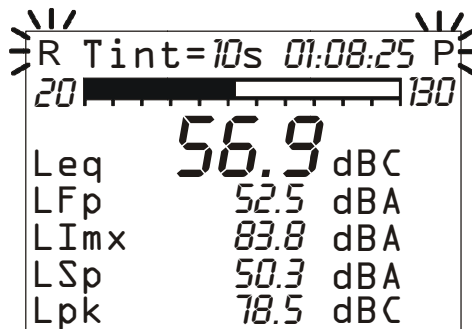 R Tint=10s 01:08:25 P
20 130
Leq 56.9 dBC
LFp 52.5 dBA
LImx 83.8 dBA
LSp 50.3 dBA
Lpk 78.5 dBC